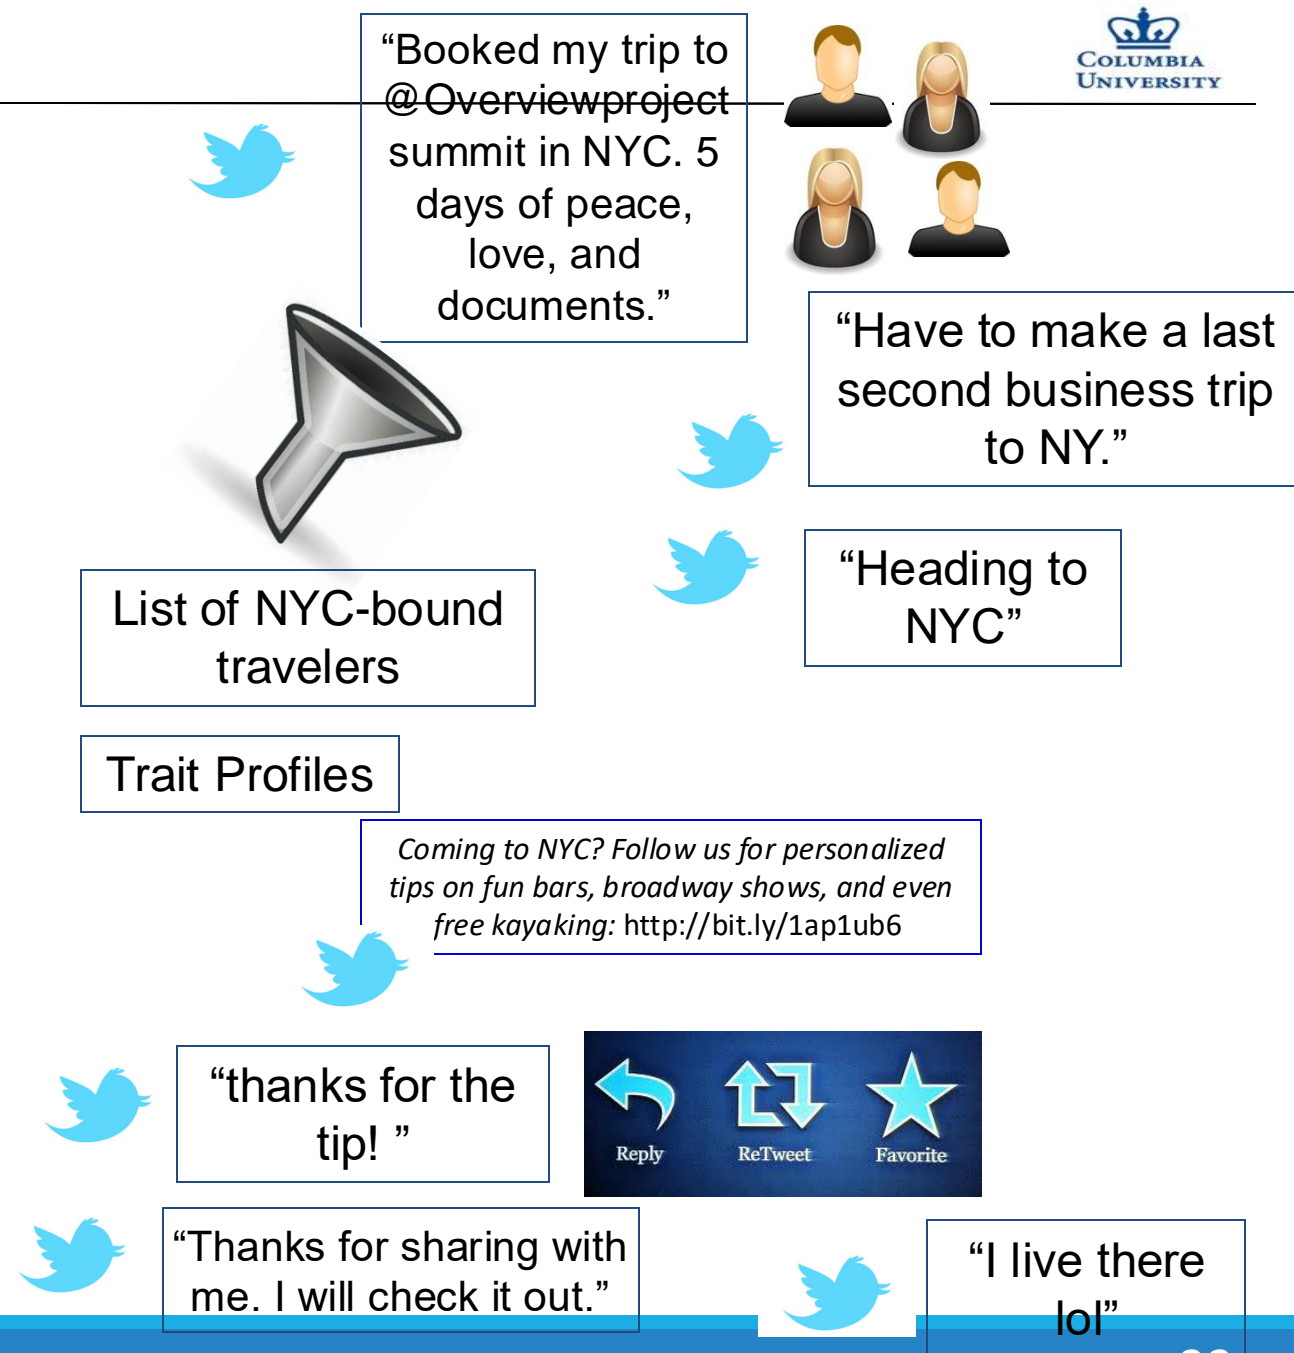 “Booked my trip to
@Overviewproject
summit in NYC. 5
days of peace,
love, and
documents.”
COLUMBIA
UNIVERSITY
“Have to make a last
second business trip
to NY.”
“Heading to
NYC”
List of NYC-bound
travelers
Trait Profiles
Coming to NYC? Follow us for personalized
tips on fun bars, broadway shows, and even
free kayaking: http://bit.ly/1ap1ub6
“thanks for the
tip! ”
Reply
ReTweet
Favorite
“Thanks for sharing with
me. I will check it out.”
“I live there
lol”